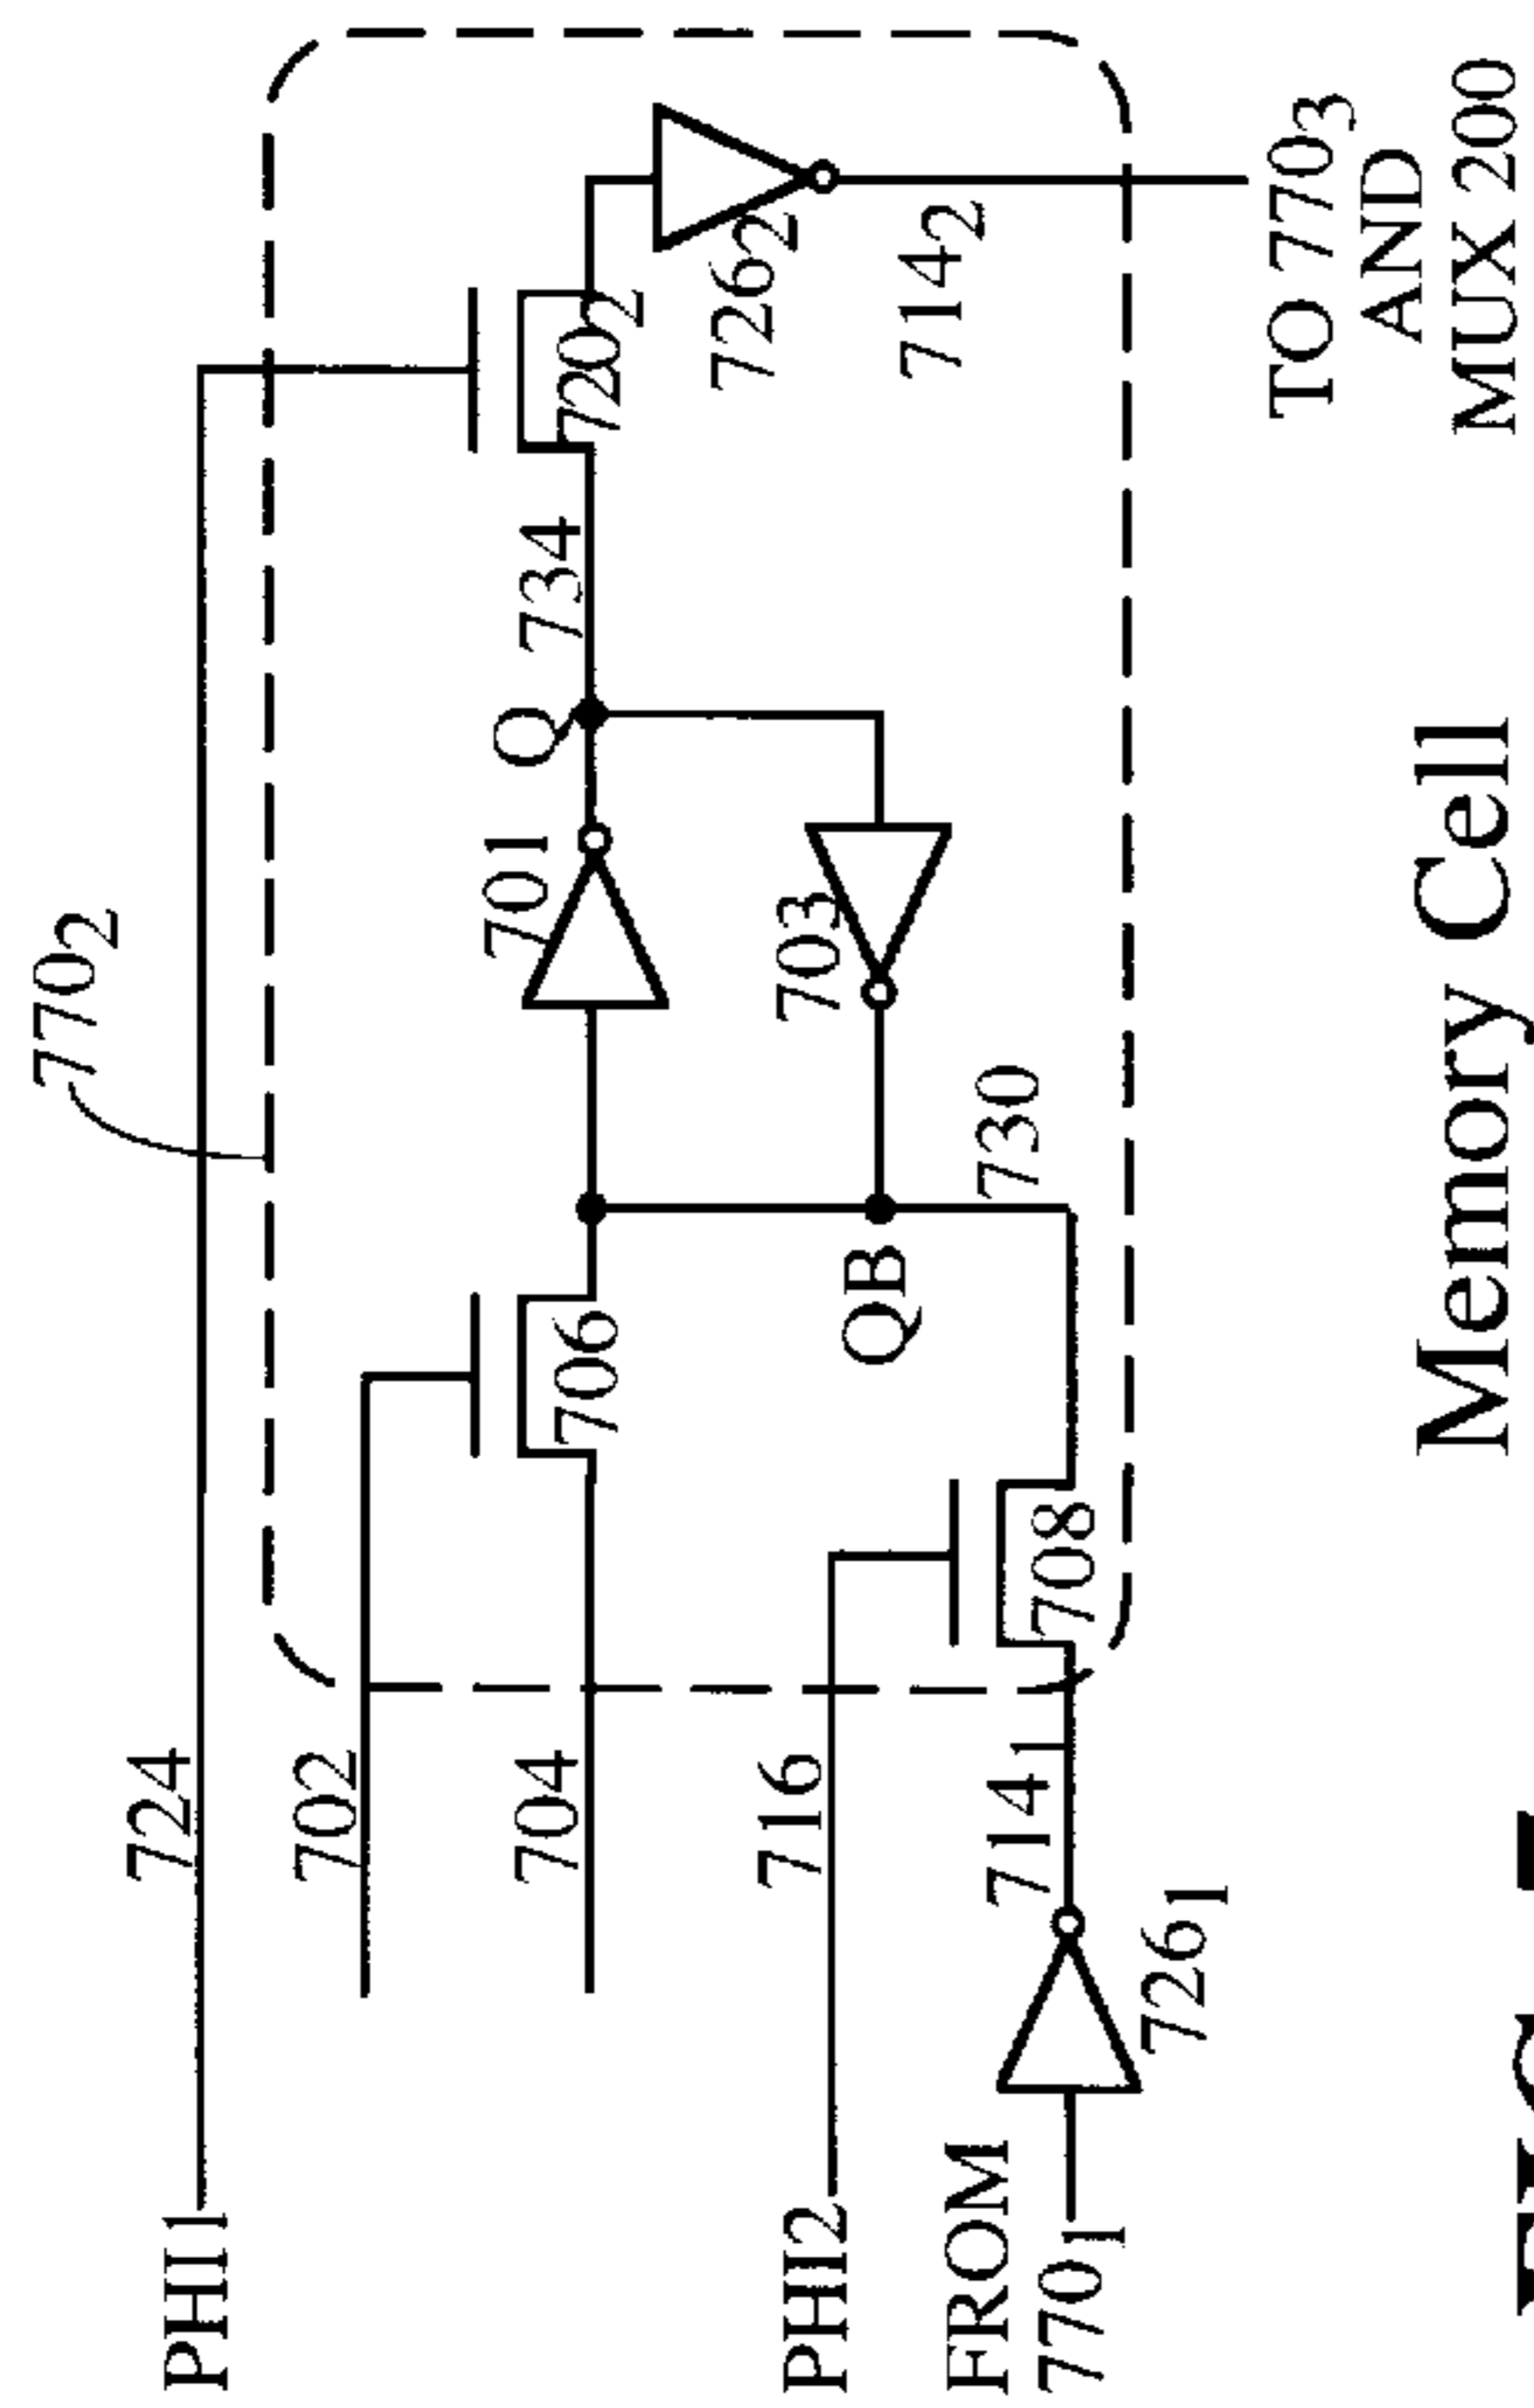 770₂
PHI1
724
702
704
706
701
Q
734
720₂
726₂
714₂
703
QB
730
PHI2
716
708
FROM
770₁
714₁
726₁
TO 770₃
AND
MUX 200
Memory Cell